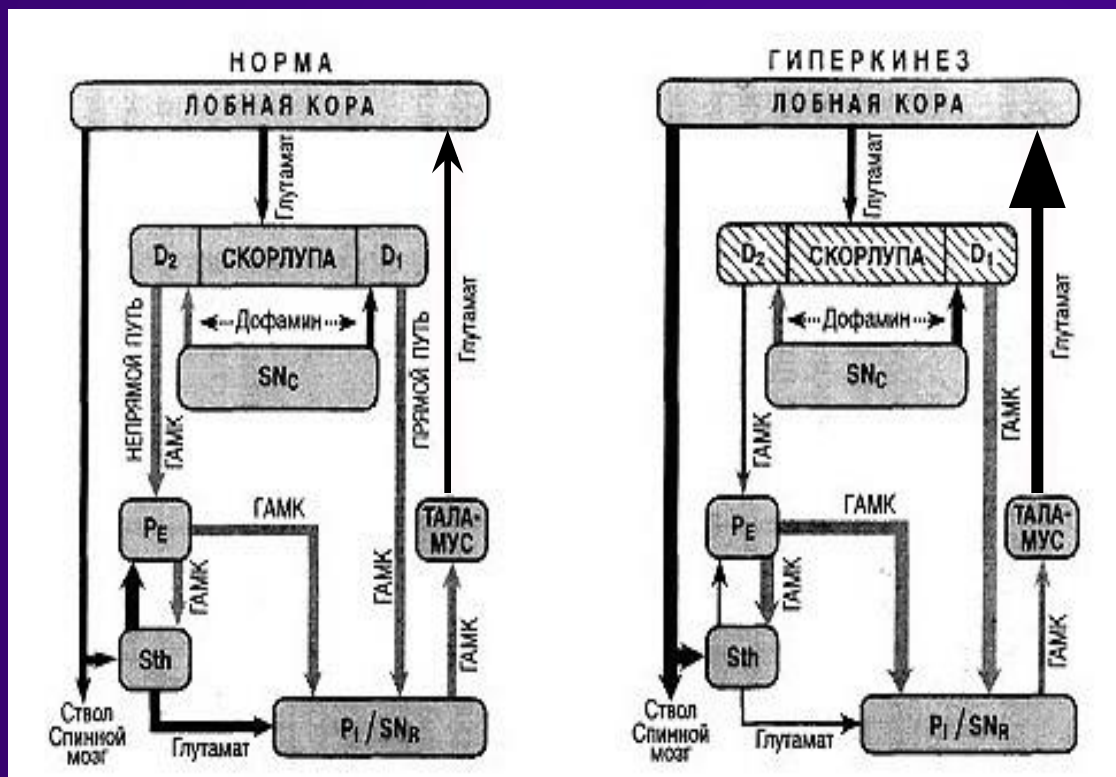 НОРМА
ЛОБНАЯ КОРА
Глутамат
D2
СКОРЛУПА
D1
Дофамин
SNC
НЕПРЯМОЙ ПУТЬ
ГАМК
ПРЯМОЙ ПУТЬ
Глутамат
ГАМК
PE
ТАЛА-
МУС
ГАМК
ГАМК
ГАМК
Sth
Ствол
Спинной
мозг
Глутамат
PI / SNR
ГИПЕРКИНЕЗ
ЛОБНАЯ КОРА
Глутамат
D2
СКОРЛУПА
D1
Дофамин
SNC
Глутамат
ГАМК
ГАМК
ГАМК
PE
ТАЛА-
МУС
ГАМК
ГАМК
Sth
Ствол
Спинной
мозг
Глутамат
PI / SNR